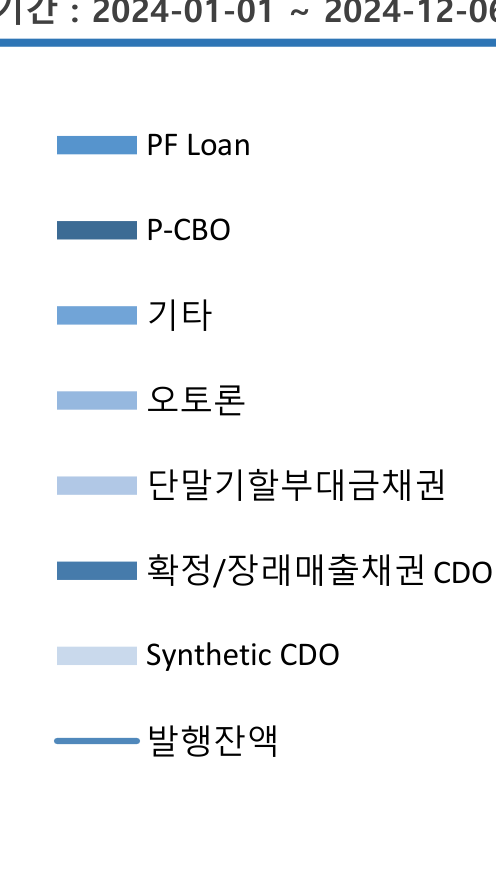 기간 : 2024-01-01 ~ 2024-12-06
PF Loan
P-CBO
기타
오토론
단말기할부대금채권
확정/장래매출채권 CDO
Synthetic CDO
발행잔액